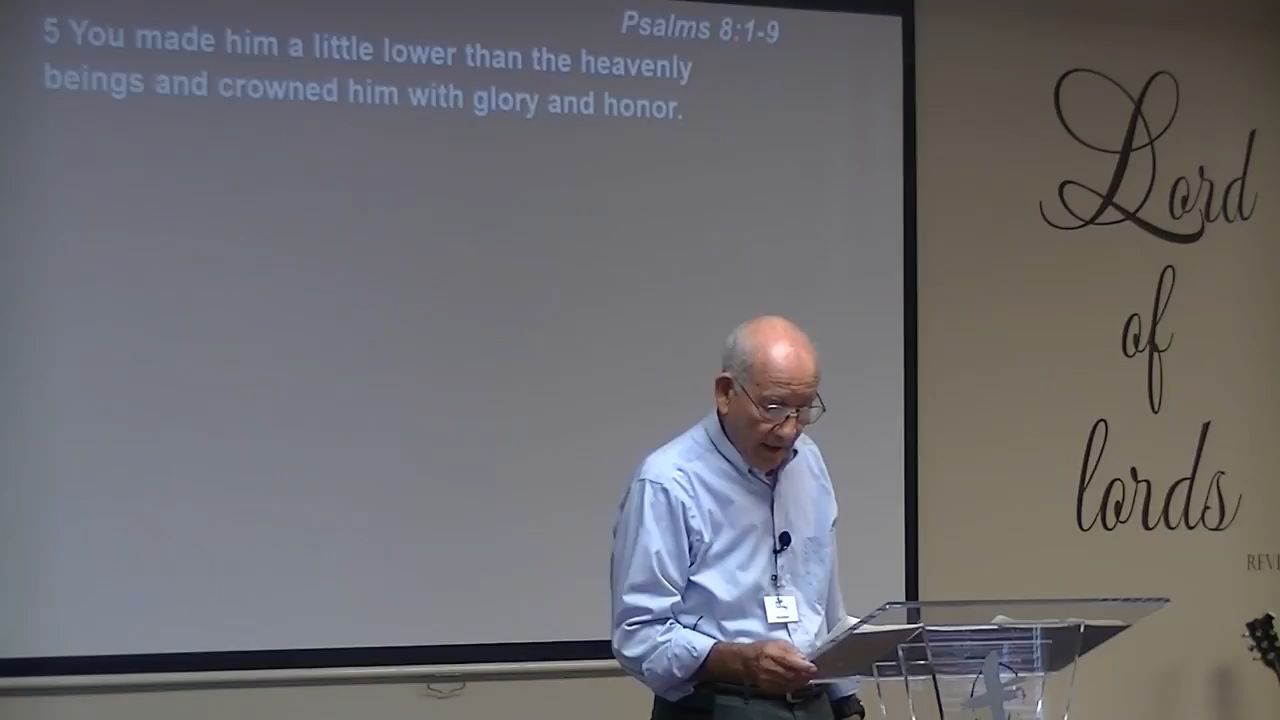 Psalms 8:1-9
5 You made him a little lower than the heavenly
beings and crowned him with glory and honor.
Lord
of
lords